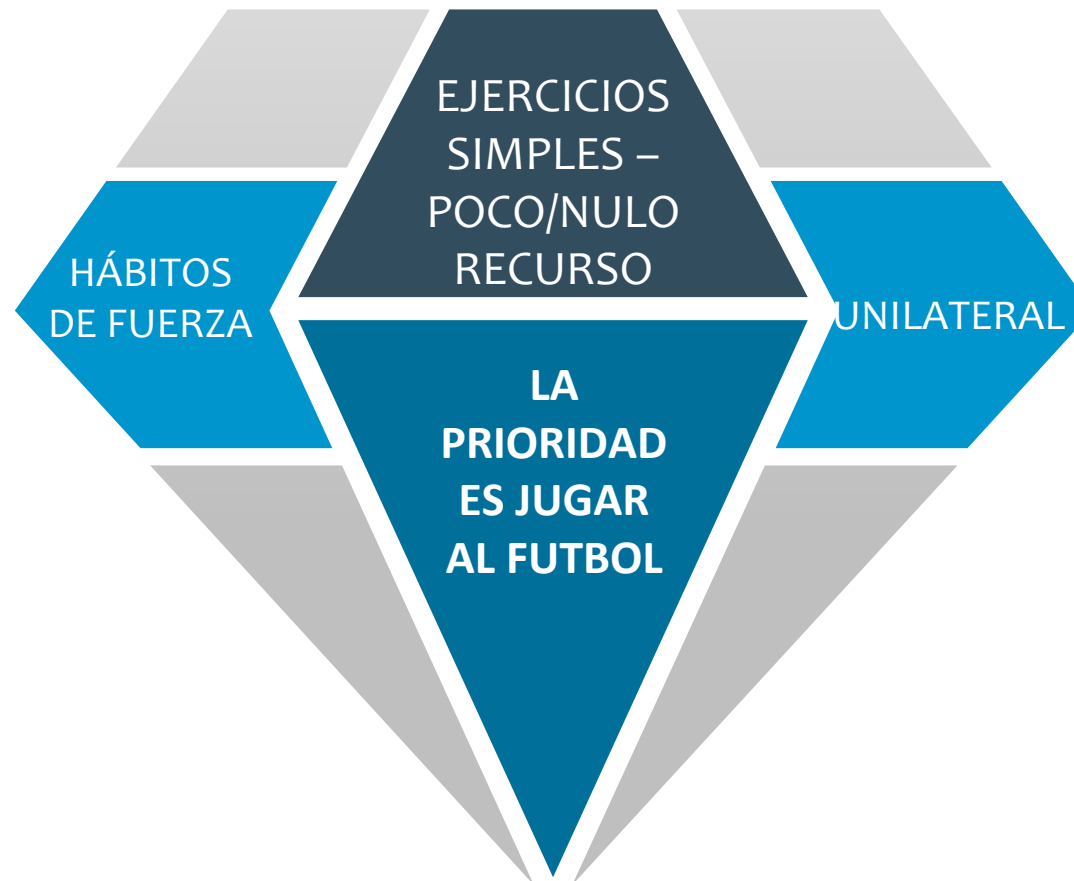 EJERCICIOS
SIMPLES –
POCO/NULO
RECURSO
HÁBITOS
DE FUERZA
UNILATERAL
LA
PRIORIDAD
ES JUGAR
AL FUTBOL